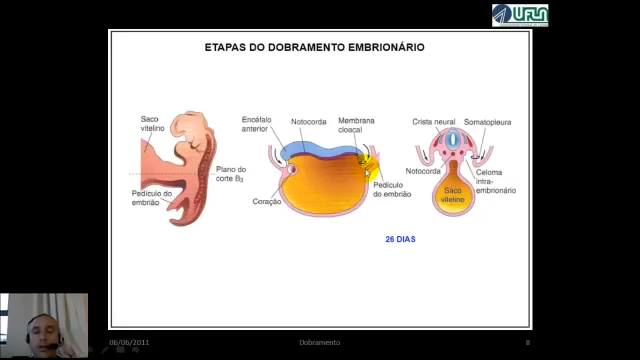 UFLA
ETAPAS DO DOBRAMENTO EMBRIONÁRIO
Saco
vitelino
Plano do
corte B₃
Pedículo do
embrião
Encéfalo
anterior
Notocorda
Membrana
cloacal
Coração
Pedículo
do embrião
Crista neural
Somatopleura
Notocorda
Celoma
intra-
embrionário
Saco
vitelino
26 DIAS
06/06/2011
Dobramento
8